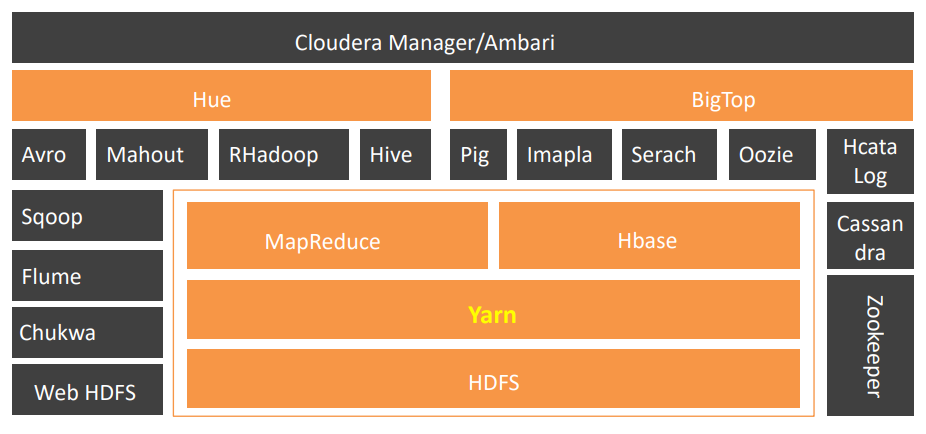 Cloudera Manager/Ambari
Hue
BigTop
Avro
Mahout
RHadoop
Hive
Pig
Imapla
Serach
Oozie
Hcata
Log
Sqoop
Flume
Chukwa
Web HDFS
MapReduce
Hbase
Yarn
HDFS
Cassan
dra
Zookeeper